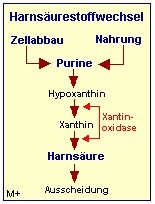 Harnsäurestoffwechsel
Zellabbau Nahrung
Purine
Hypoxanthin
Xantin-
oxidase
Xanthin
Harnsäure
Ausscheidung
M+